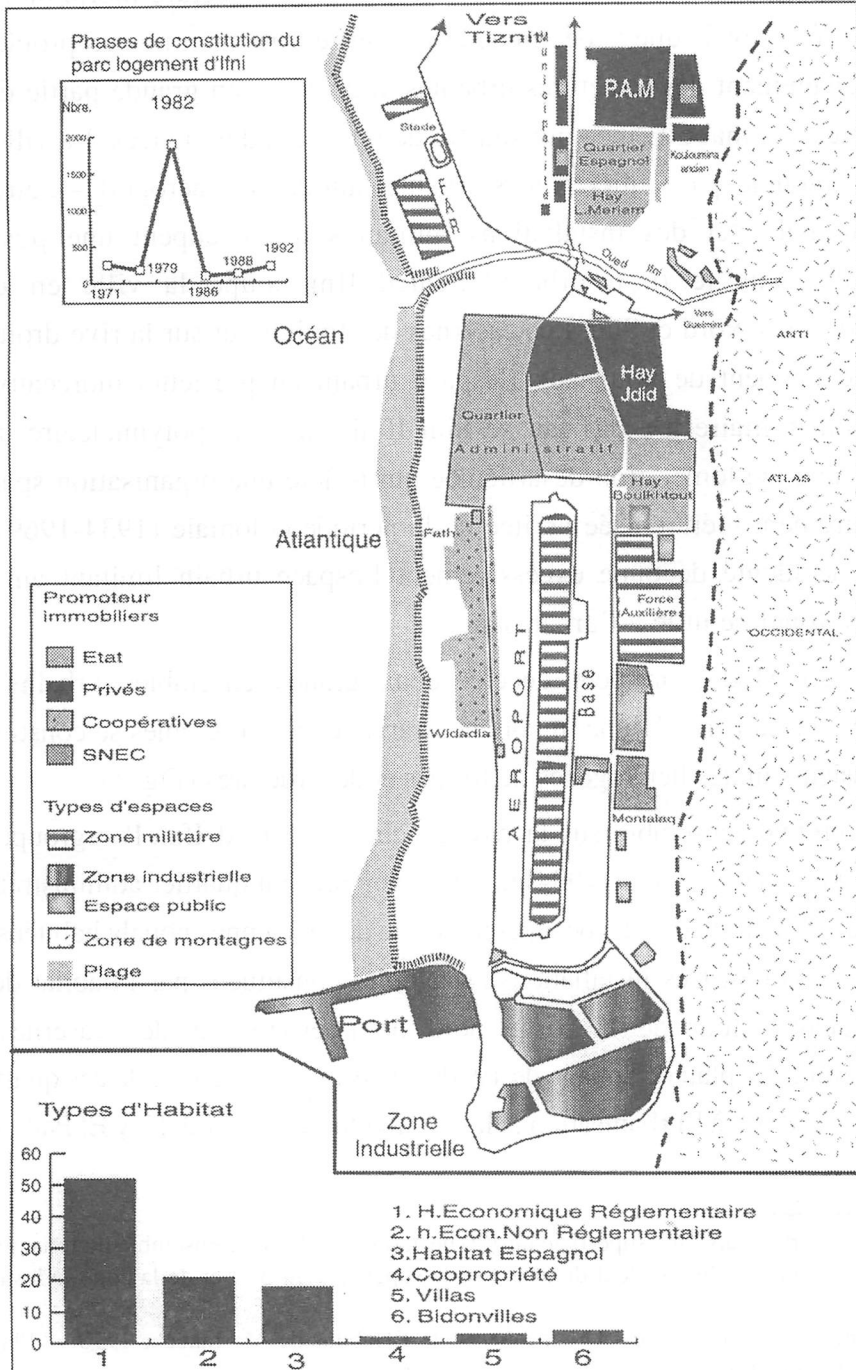 Phases de constitution du
parc logement d'Ifni
Nbre.
1982
2000
1500
1000
500
0
1971
1979
1986
1988
1992
Vers
Tiznit
Municipalité
P.A.M
Stade
FAR
Quartier
Espagnol
Kouloumina
ancien
Hay
L.Meriem
Oued Ifni
Vers
Guelmim
Océan
Atlantique
ANTI
ATLAS
OCCIDENTAL
Hay
Jdid
Quartier
Administratif
Hay
Boulkhtout
Fath
Force
Auxilière
AEROPORT
Base
Widadia
Montalaq
Promoteur
immobiliers
Etat
Privés
Coopératives
SNEC
Types d'espaces
Zone militaire
Zone industrielle
Espace public
Zone de montagnes
Plage
Port
Zone
Industrielle
Types d'Habitat
60
50
40
30
20
10
0
1 2 3 4 5 6
1. H.Economique Réglementaire
2. h.Econ.Non Réglementaire
3.Habitat Espagnol
4.Coopropriété
5. Villas
6. Bidonvilles